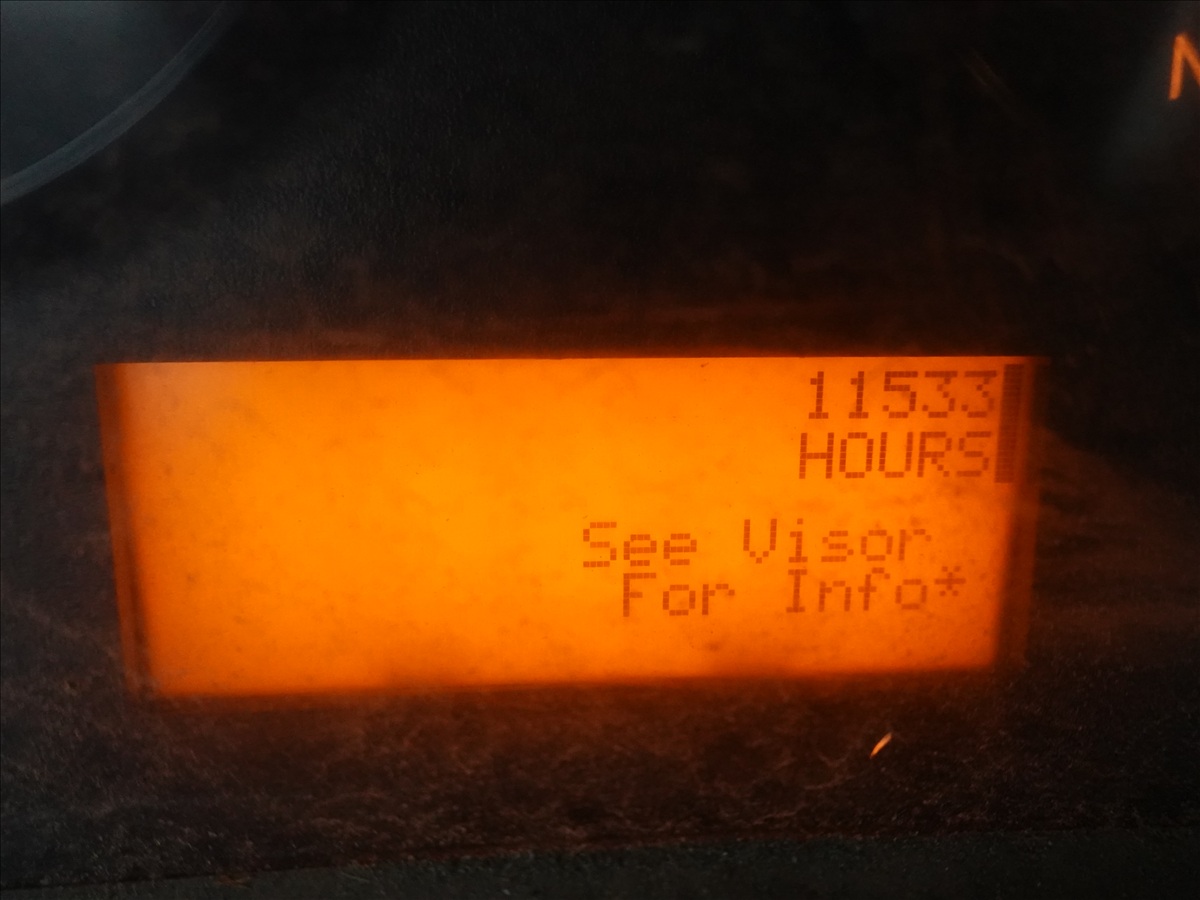 N
11533
HOURS
See Visor
For Info*